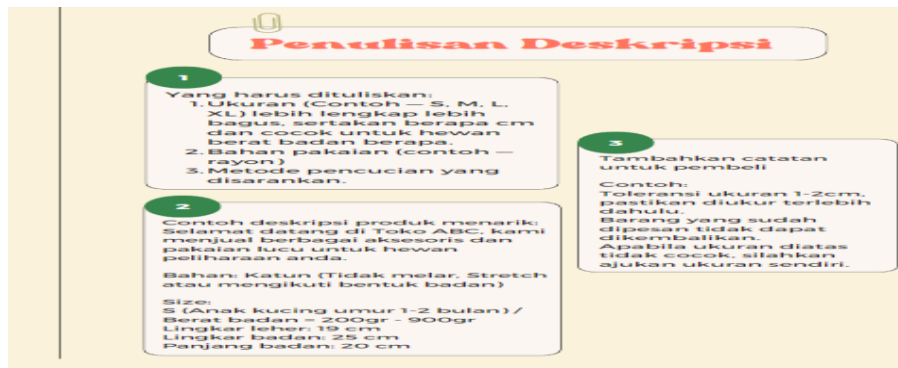 Penulisan Deskripsi
1
Yang harus dituliskan:
1. Ukuran (Contoh — S, M, L,
XL) lebih lengkap lebih
bagus, sertakan berapa cm
dan cocok untuk hewan
berat badan berapa.
2. Bahan pakaian (contoh —
rayon)
3. Metode pencucian yang
disarankan.
2
Contoh deskripsi produk menarik:
Selamat datang di Toko ABC, kami
menjual berbagai aksesoris dan
pakaian lucu untuk hewan
peliharaan anda.
Bahan: Katun (Tidak melar, Stretch
atau mengikuti bentuk badan)
Size:
S (Anak kucing umur 1-2 bulan) /
Berat badan = 200gr - 900gr
Lingkar leher: 19 cm
Lingkar badan: 25 cm
Panjang badan: 20 cm
3
Tambahkan catatan
untuk pembeli
Contoh:
Toleransi ukuran 1-2cm,
pastikan diukur terlebih
dahulu.
Barang yang sudah
dipesan tidak dapat
dikembalikan.
Apabila ukuran diatas
tidak cocok, silahkan
ajukan ukuran sendiri.